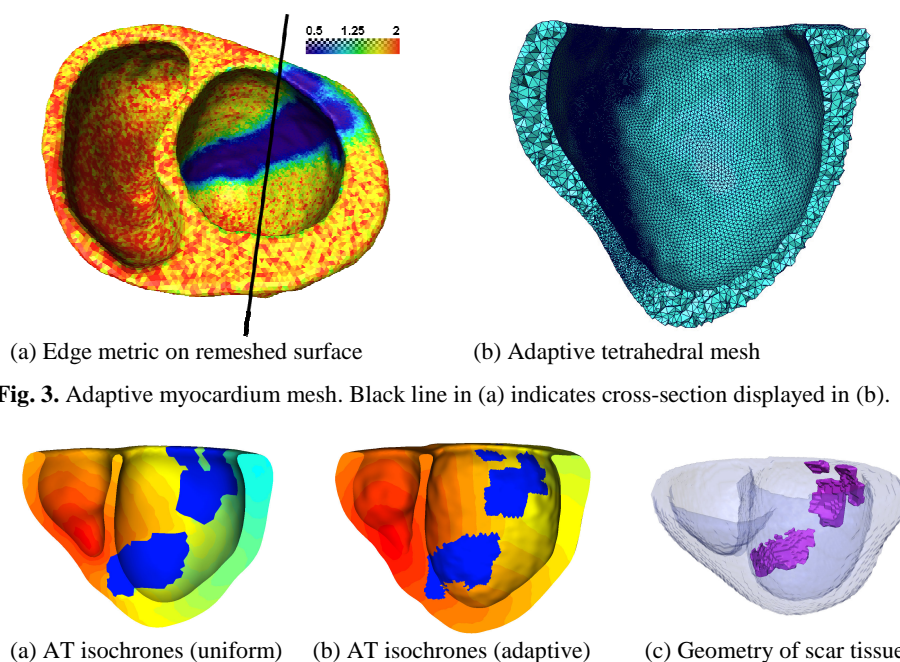 0.5 1.25 2
(a) Edge metric on remeshed surface
(b) Adaptive tetrahedral mesh
Fig. 3. Adaptive myocardium mesh. Black line in (a) indicates cross-section displayed in (b).
(a) AT isochrones (uniform)
(b) AT isochrones (adaptive)
(c) Geometry of scar tissue